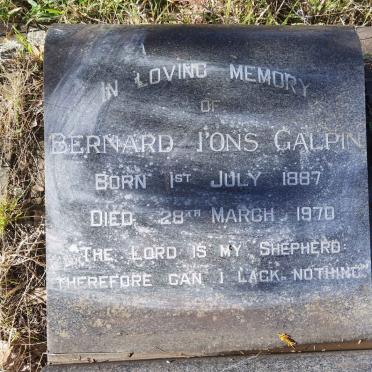 IN LOVING MEMORY
OF
BERNARD I'ONS GALPIN
BORN 1ST JULY 1887
DIED 28TH MARCH 1970
THE LORD IS MY SHEPHERD:
THEREFORE CAN I LACK NOTHING